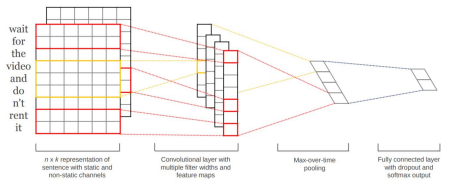 wait
for
the
video
and
do
n't
rent
it
n x k representation of
sentence with static and
non-static channels
Convolutional layer with
multiple filter widths and
feature maps
Max-over-time
pooling
Fully connected layer
with dropout and
softmax output